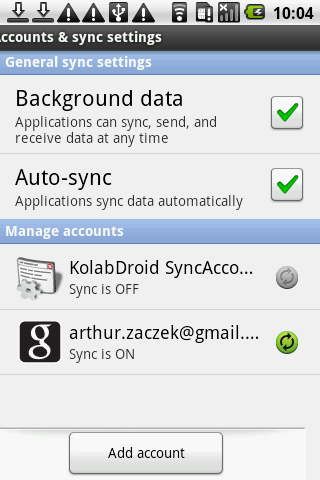 10:04
ccounts & sync settings
General sync settings
Background data
Applications can sync, send, and
receive data at any time
Auto-sync
Applications sync data automatically
Manage accounts
KolabDroid SyncAcco...
Sync is OFF
g
arthur.zaczek@gmail....
Sync is ON
Add account